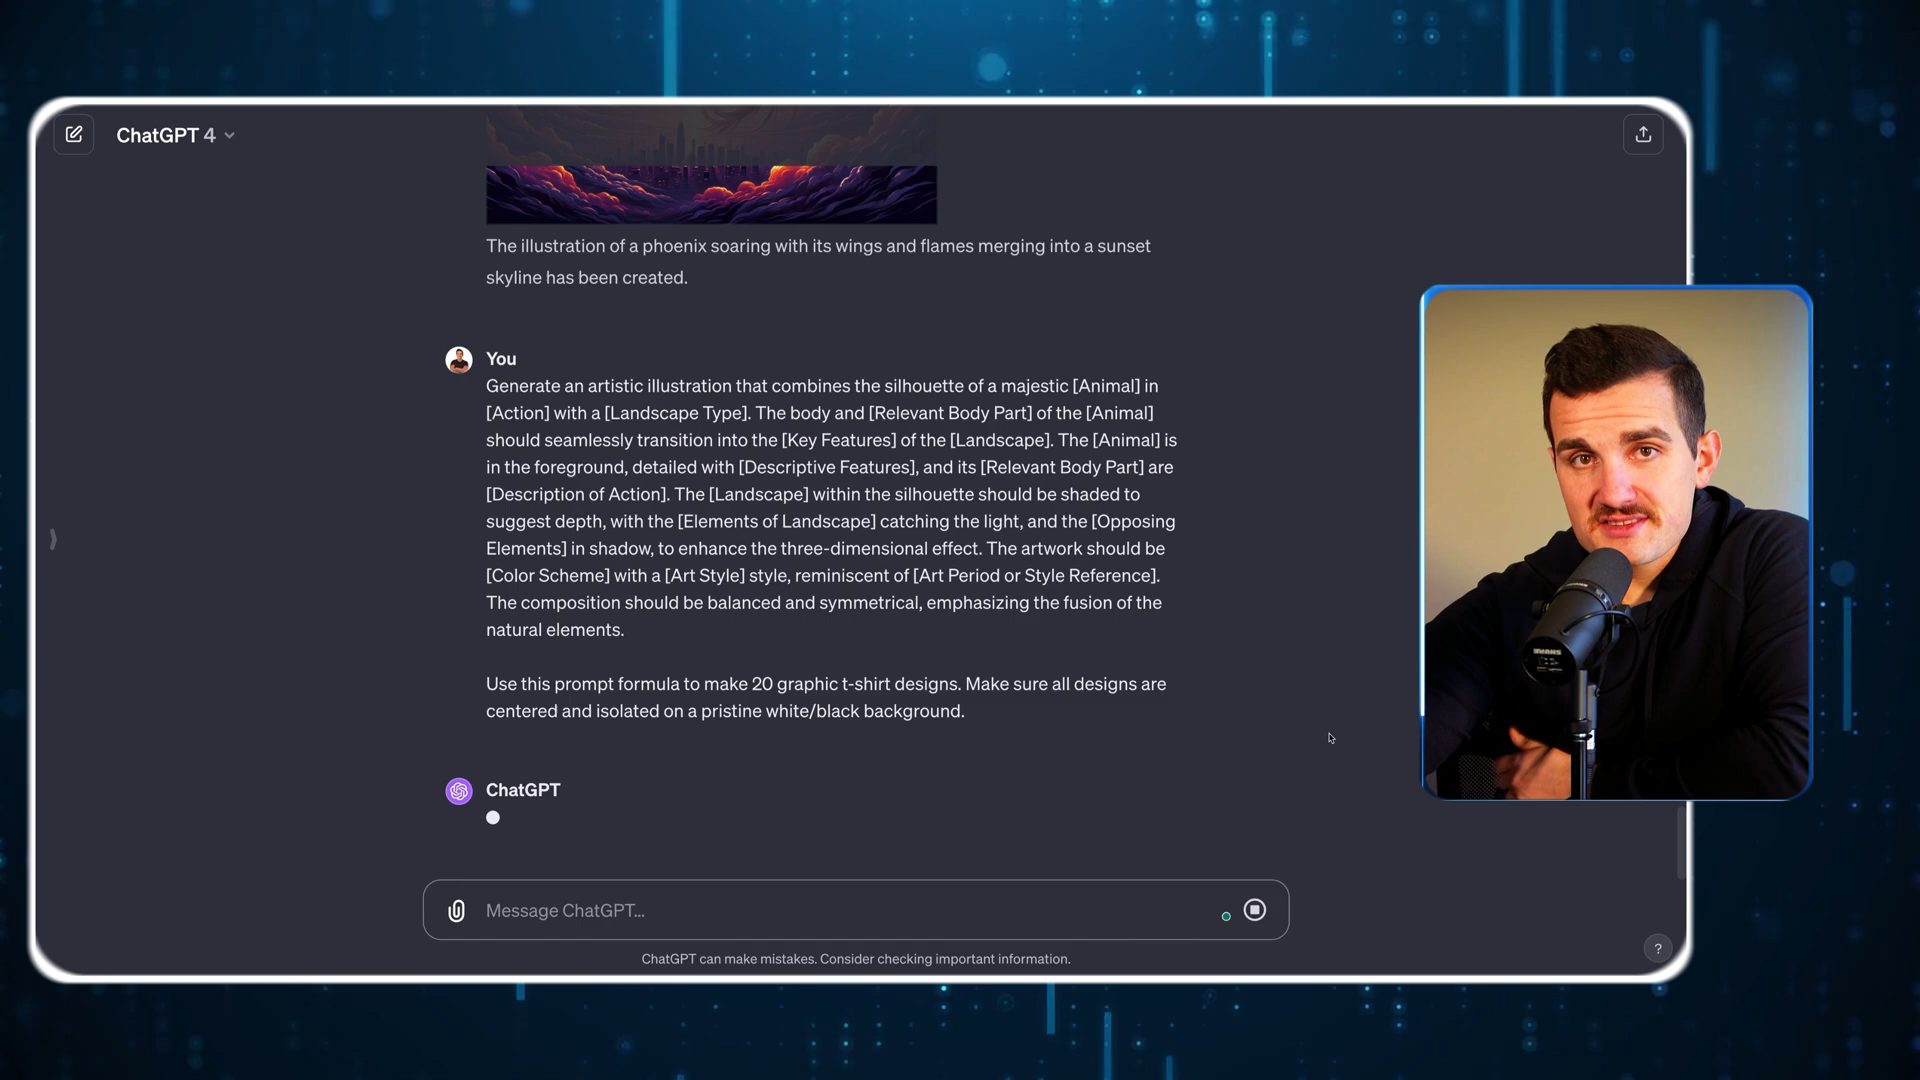 ChatGPT 4
The illustration of a phoenix soaring with its wings and flames merging into a sunset
skyline has been created.
You
Generate an artistic illustration that combines the silhouette of a majestic [Animal] in
[Action] with a [Landscape Type]. The body and [Relevant Body Part] of the [Animal]
should seamlessly transition into the [Key Features] of the [Landscape]. The [Animal] is
in the foreground, detailed with [Descriptive Features], and its [Relevant Body Part] are
[Description of Action]. The [Landscape] within the silhouette should be shaded to
suggest depth, with the [Elements of Landscape] catching the light, and the [Opposing
Elements] in shadow, to enhance the three-dimensional effect. The artwork should be
[Color Scheme] with a [Art Style] style, reminiscent of [Art Period or Style Reference].
The composition should be balanced and symmetrical, emphasizing the fusion of the
natural elements.
Use this prompt formula to make 20 graphic t-shirt designs. Make sure all designs are
centered and isolated on a pristine white/black background.
ChatGPT
Message ChatGPT...
ChatGPT can make mistakes. Consider checking important information.
?